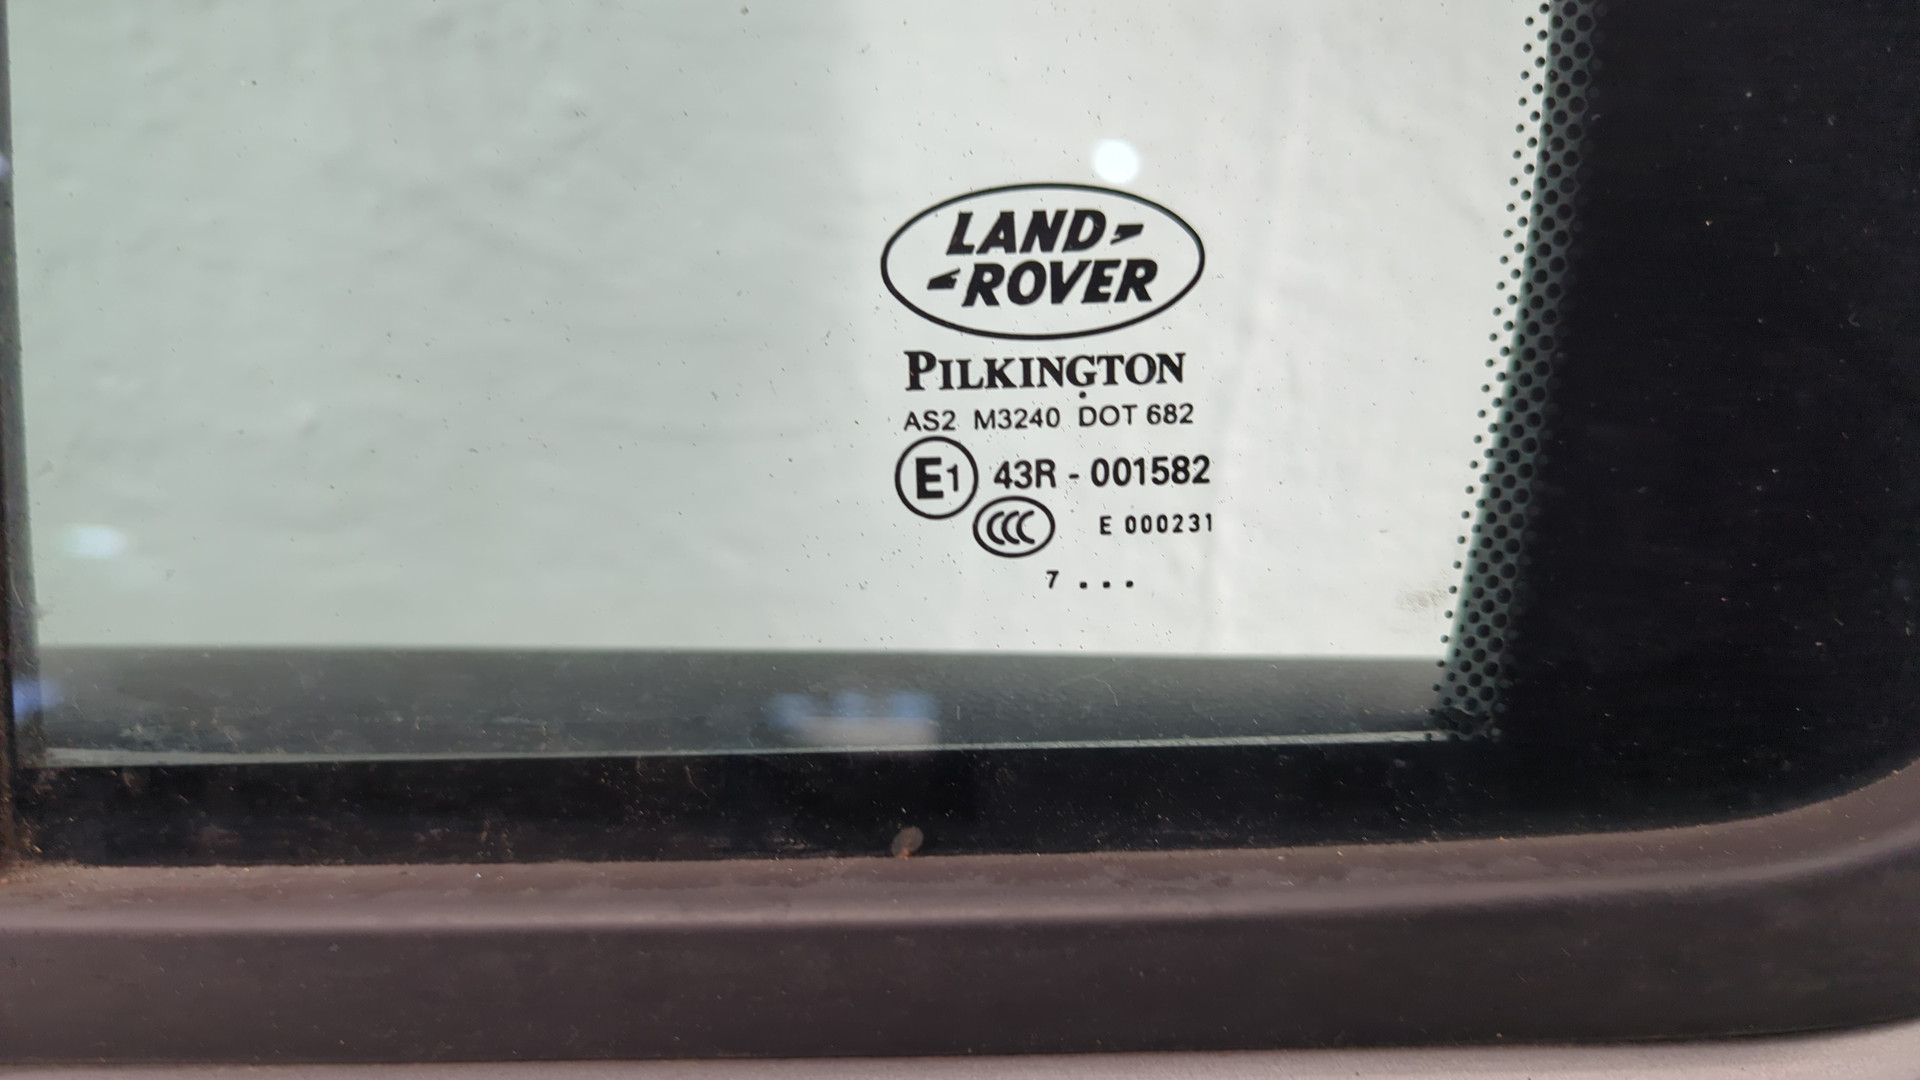 LAND-
-ROVER
PILKINGTON
AS2 M3240 DOT 682
E1 43R - 001582
CCC E 000231
7 . . .